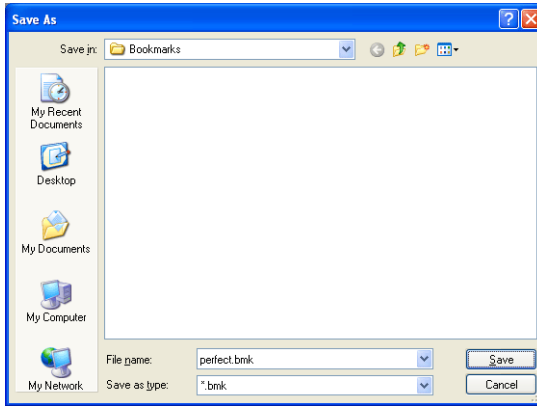 Save As
Save in: Bookmarks
My Recent
Documents
Desktop
My Documents
My Computer
My Network
File name: perfect.bmk Save
Save as type: *.bmk Cancel